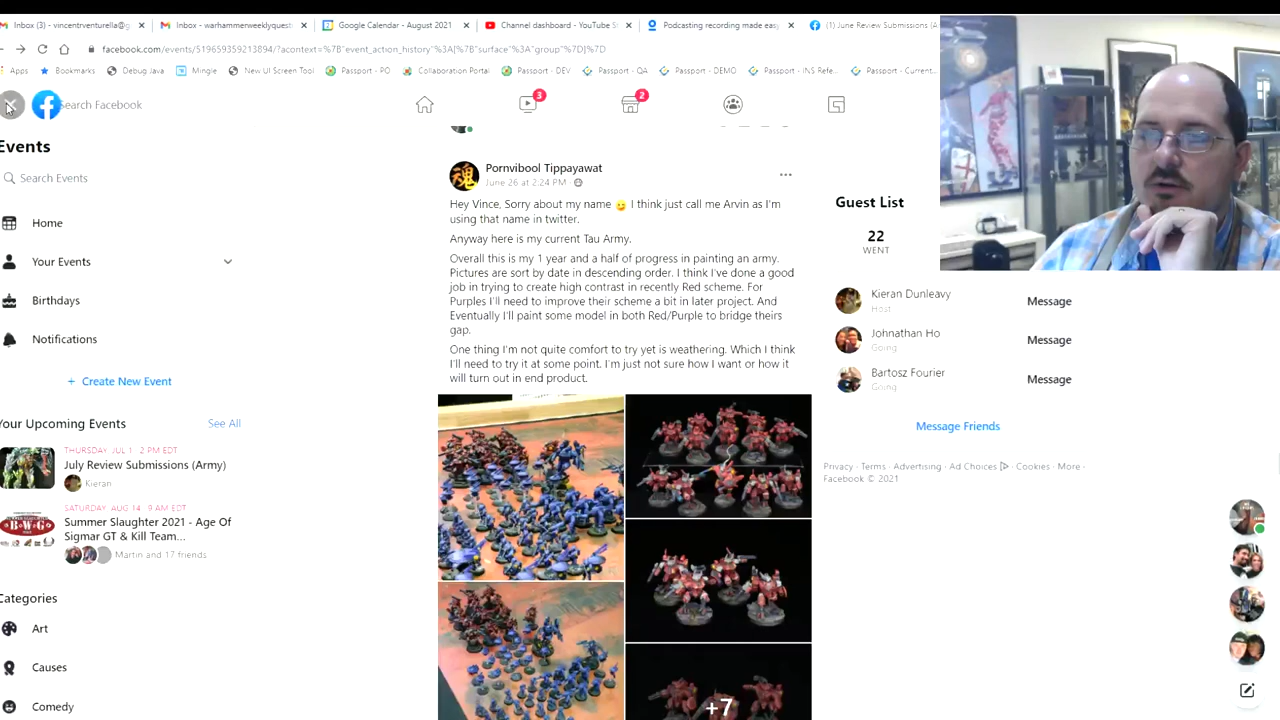 Inbox (3) - vincentrventurella@g
Inbox - warhammerweeklyquest
Google Calendar - August 2021
Channel dashboard - YouTube S
Podcasting recording made easy
(1) June Review Submissions (A
facebook.com/events/519659359213894/?acontext=%7B"event_action_history"%3A[%7B"surface"%3A"group"%7D]%7D
Apps
Bookmarks
Debug Java
Mingle
New UI Screen Tool
Passport - PO
Collaboration Portal
Passport - DEV
Passport - QA
Passport - DEMO
Passport - INS Refe...
Passport - Current...
Search Facebook
3
2
Events
Search Events
Home
Your Events
Birthdays
Notifications
+ Create New Event
Your Upcoming Events
See All
THURSDAY, JUL 1 · 2 PM EDT
July Review Submissions (Army)
Kieran
SATURDAY, AUG 14 · 9 AM EDT
Summer Slaughter 2021 - Age Of
Sigmar GT & Kill Team...
Martin and 17 friends
Categories
Art
Causes
Comedy
Pornvibool Tippayawat
June 26 at 2:24 PM ·
Hey Vince, Sorry about my name 😋 I think just call me Arvin as I'm
using that name in twitter.
Anyway here is my current Tau Army.
Overall this is my 1 year and a half of progress in painting an army.
Pictures are sort by date in descending order. I think I've done a good
job in trying to create high contrast in recently Red scheme. For
Purples I'll need to improve their scheme a bit in later project. And
Eventually I'll paint some model in both Red/Purple to bridge theirs
gap.
One thing I'm not quite comfort to try yet is weathering. Which I think
I'll need to try it at some point. I'm just not sure how I want or how it
will turn out in end product.
魂
+7
Guest List
22
WENT
Kieran Dunleavy
Host
Message
Johnathan Ho
Going
Message
Bartosz Fourier
Going
Message
Message Friends
Privacy · Terms · Advertising · Ad Choices · Cookies · More ·
Facebook © 2021